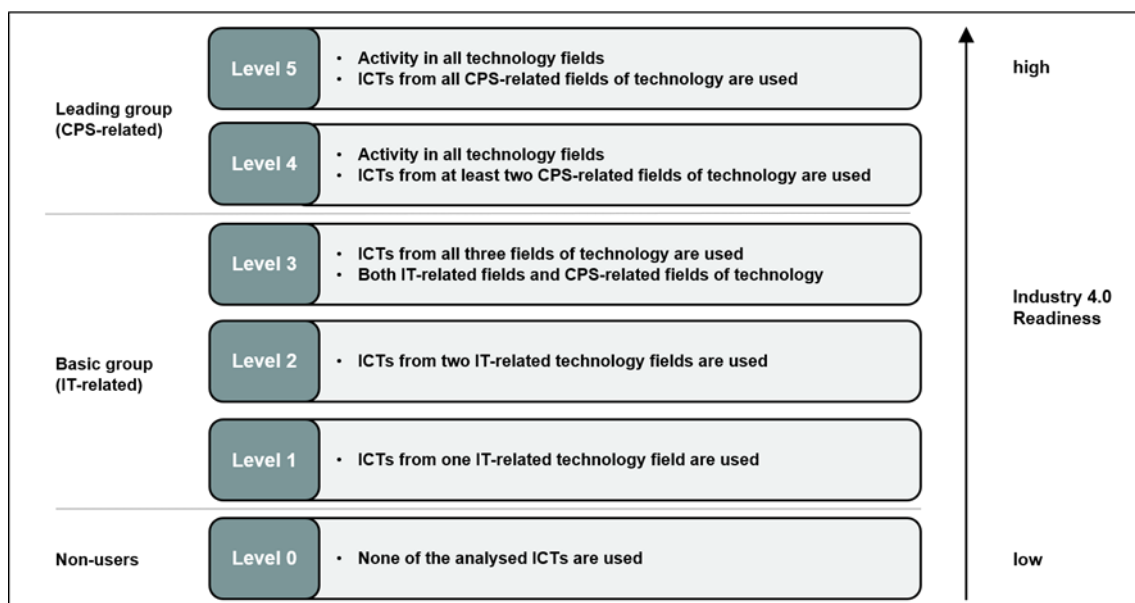 Level 5
• Activity in all technology fields
• ICTs from all CPS-related fields of technology are used
high
Leading group
(CPS-related)
Level 4
• Activity in all technology fields
• ICTs from at least two CPS-related fields of technology are used
Level 3
• ICTs from all three fields of technology are used
• Both IT-related fields and CPS-related fields of technology
Industry 4.0
Readiness
Basic group
(IT-related)
Level 2
• ICTs from two IT-related technology fields are used
Level 1
• ICTs from one IT-related technology field are used
Non-users
Level 0
• None of the analysed ICTs are used
low